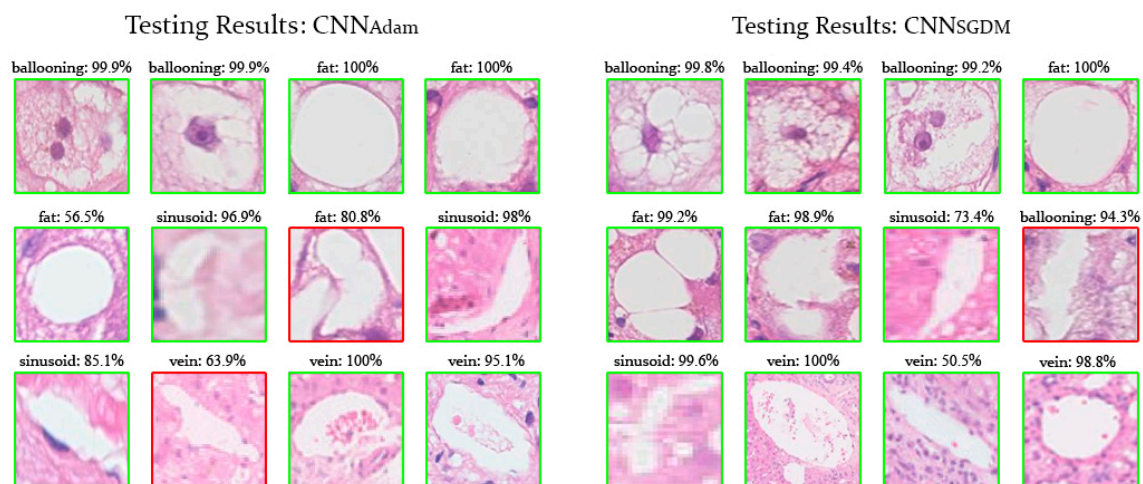 Testing Results: CNNAdam
ballooning: 99.9% ballooning: 99.9% fat: 100% fat: 100%
fat: 56.5% sinusoid: 96.9% fat: 80.8% sinusoid: 98%
sinusoid: 85.1% vein: 63.9% vein: 100% vein: 95.1%
Testing Results: CNNSGDM
ballooning: 99.8% ballooning: 99.4% ballooning: 99.2% fat: 100%
fat: 99.2% fat: 98.9% sinusoid: 73.4% ballooning: 94.3%
sinusoid: 99.6% vein: 100% vein: 50.5% vein: 98.8%